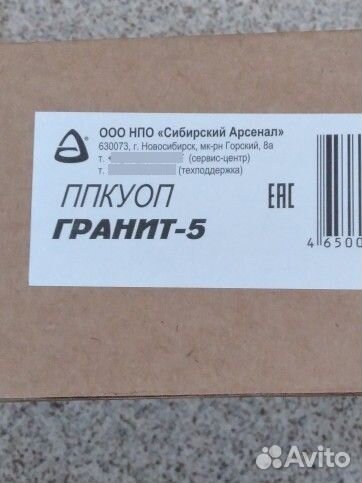 ООО НПО «Сибирский Арсенал»
630073, г. Новосибирск, мк-рн Горский, 8а
т. (сервис-центр)
т. (техподдержка)
ППКУОП
ГРАНИТ-5
ЕАС
4 6500
Avito